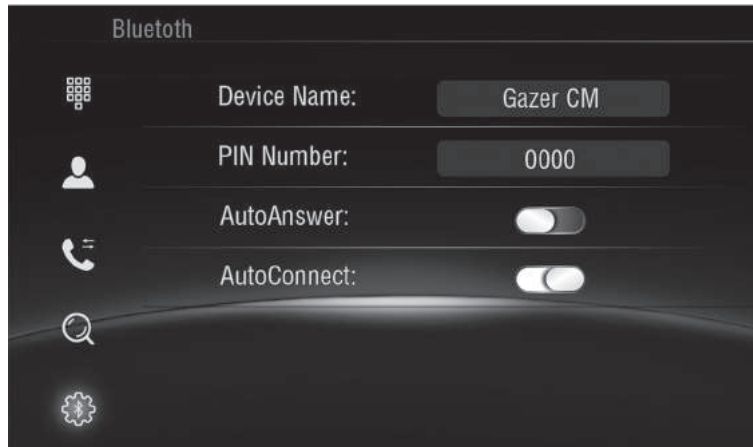 Bluetoth
Device Name: Gazer CM
PIN Number: 0000
AutoAnswer:
AutoConnect: